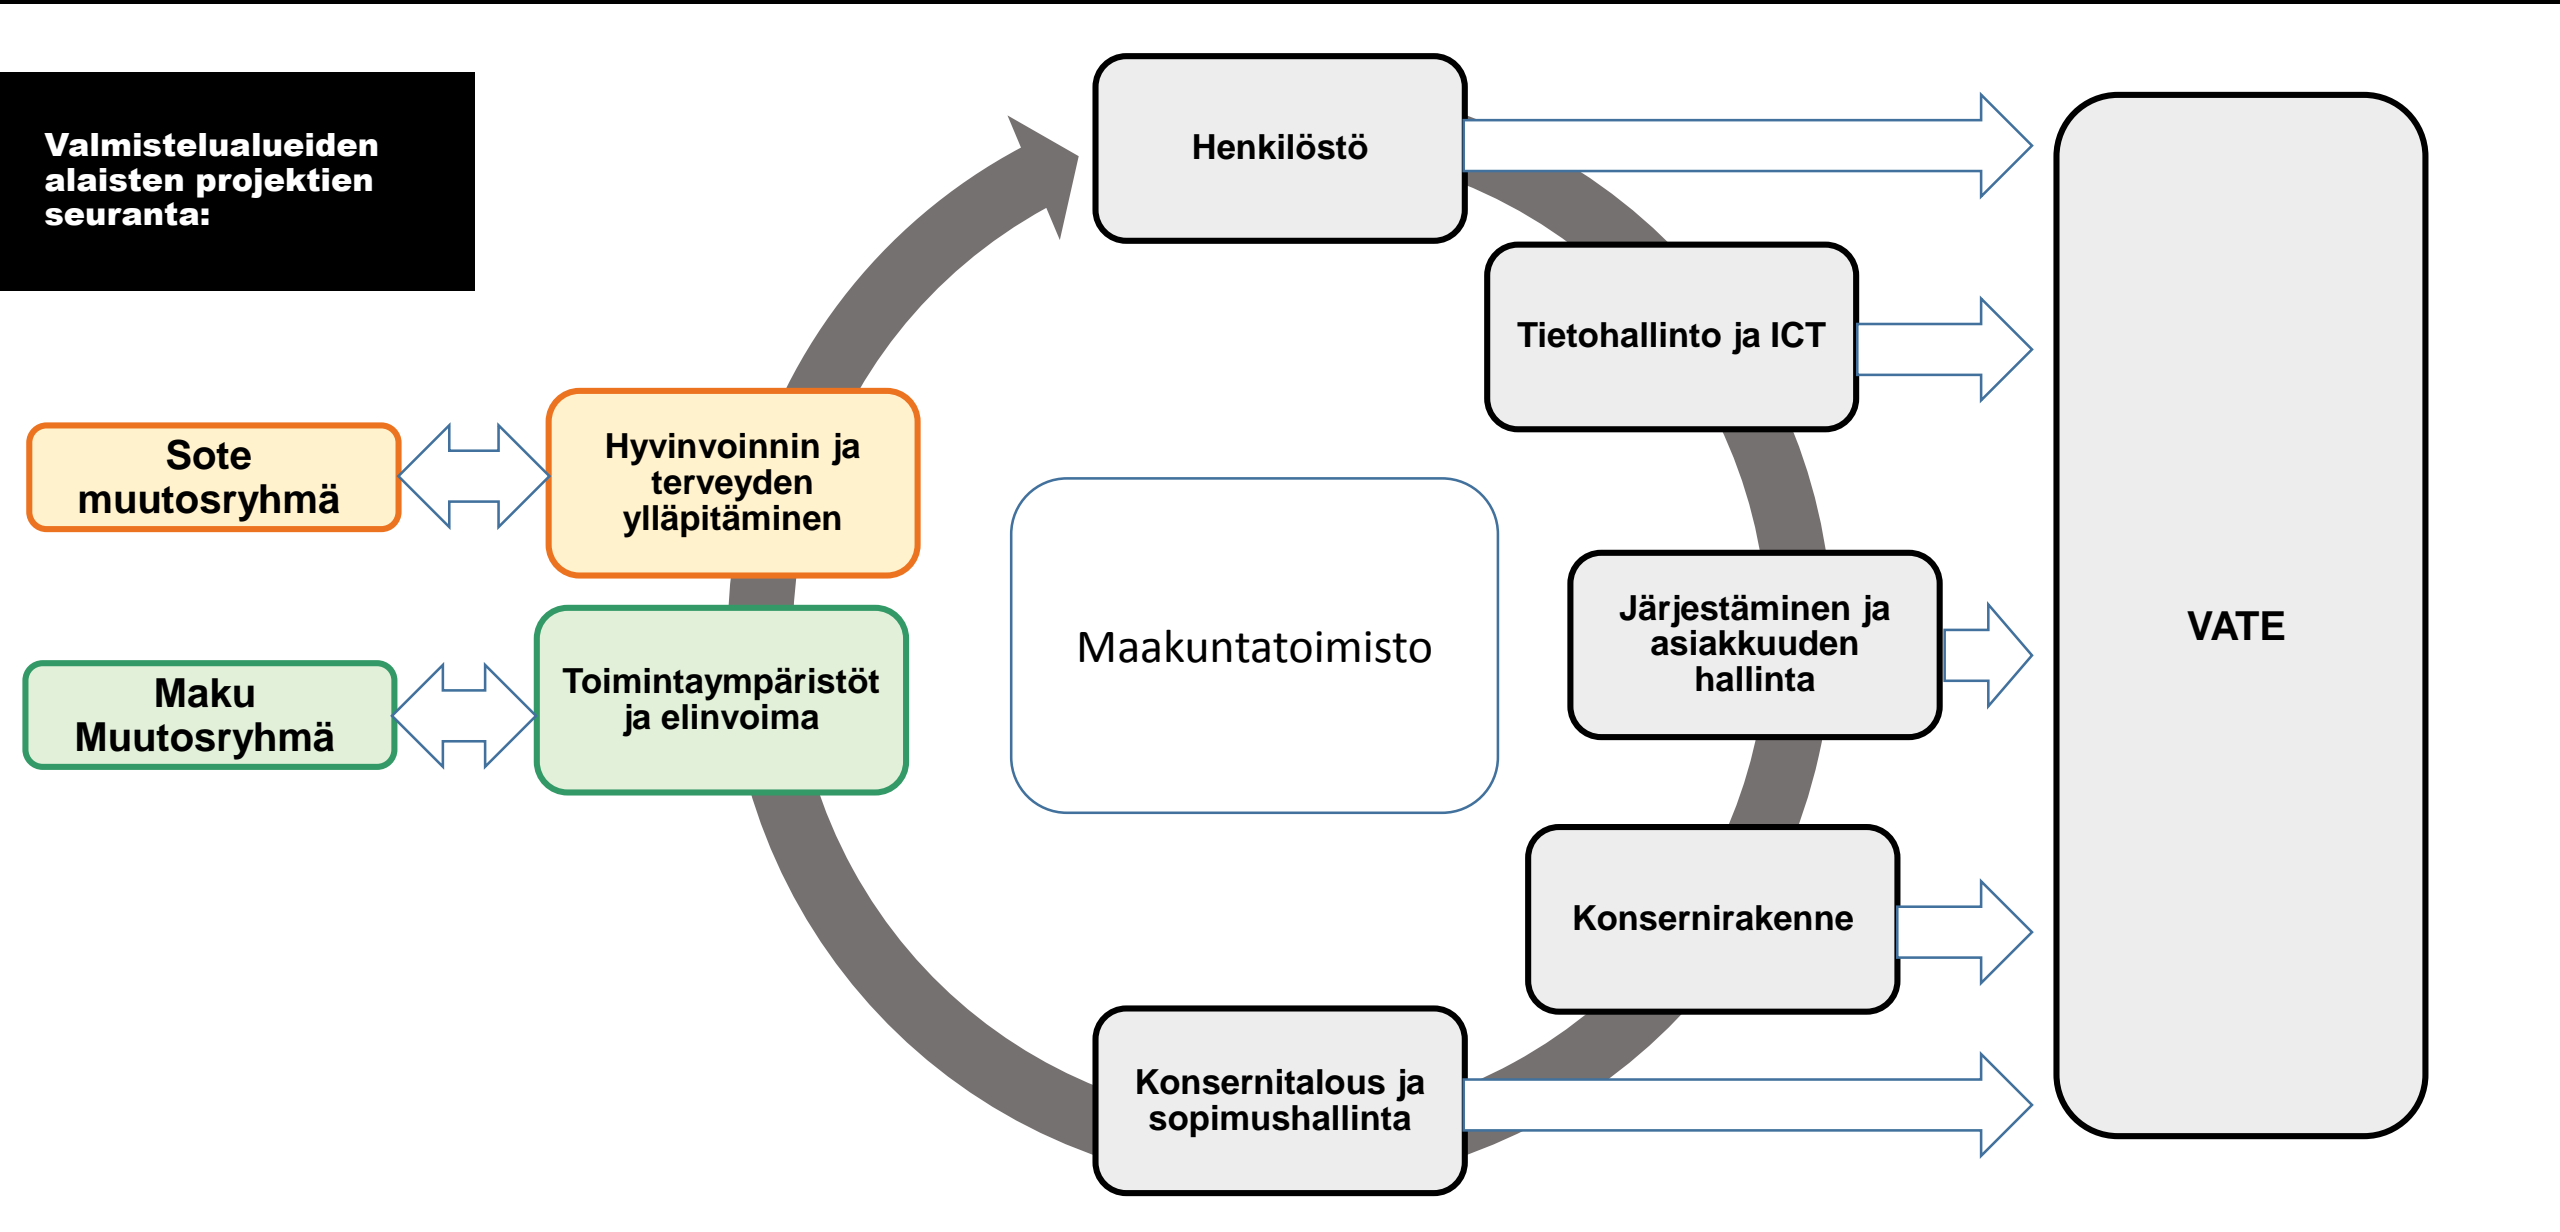 Valmistelualueiden
alaisten projektien
seuranta:
Henkilöstö
Tietohallinto ja ICT
Järjestäminen ja
asiakkuuden
hallinta
Konsernirakenne
Konsernitalous ja
sopimushallinta
Toimintaympäristöt
ja elinvoima
Hyvinvoinnin ja
terveyden
ylläpitäminen
Sote
muutosryhmä
Maku
Muutosryhmä
Maakuntatoimisto
VATE